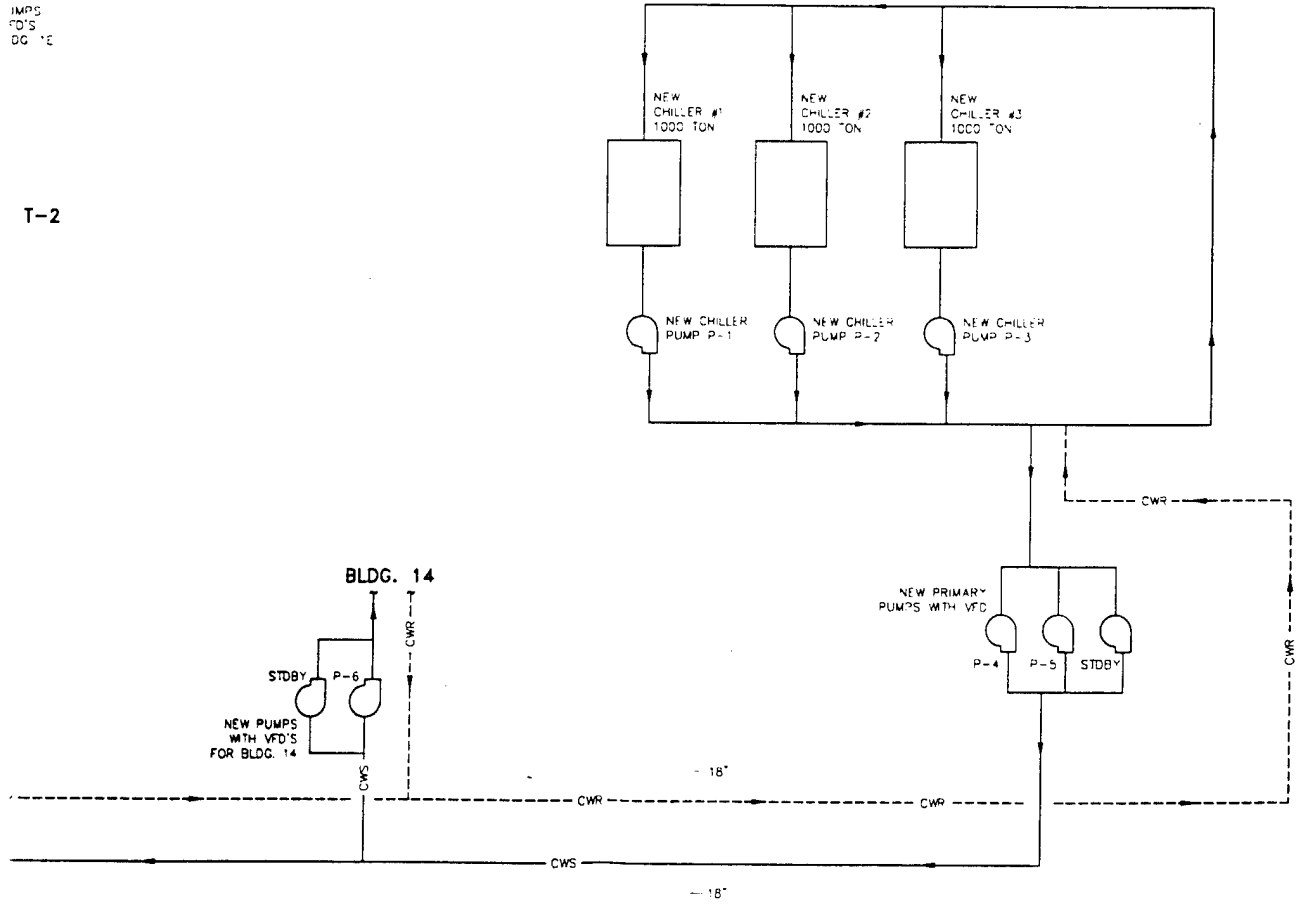 NEW
CHILLER #1
1000 TON
NEW
CHILLER #2
1000 TON
NEW
CHILLER #3
1000 TON
T-2
NEW CHILLER
PUMP P-1
NEW CHILLER
PUMP P-2
NEW CHILLER
PUMP P-3
CWR
BLDG. 14
NEW PRIMARY
PUMPS WITH VFD
CWR
CWR
P-4
P-5
STDBY
STDBY
P-6
NEW PUMPS
WITH VFD'S
FOR BLDG. 14
CWS
18"
CWR
CWR
CWS
18"